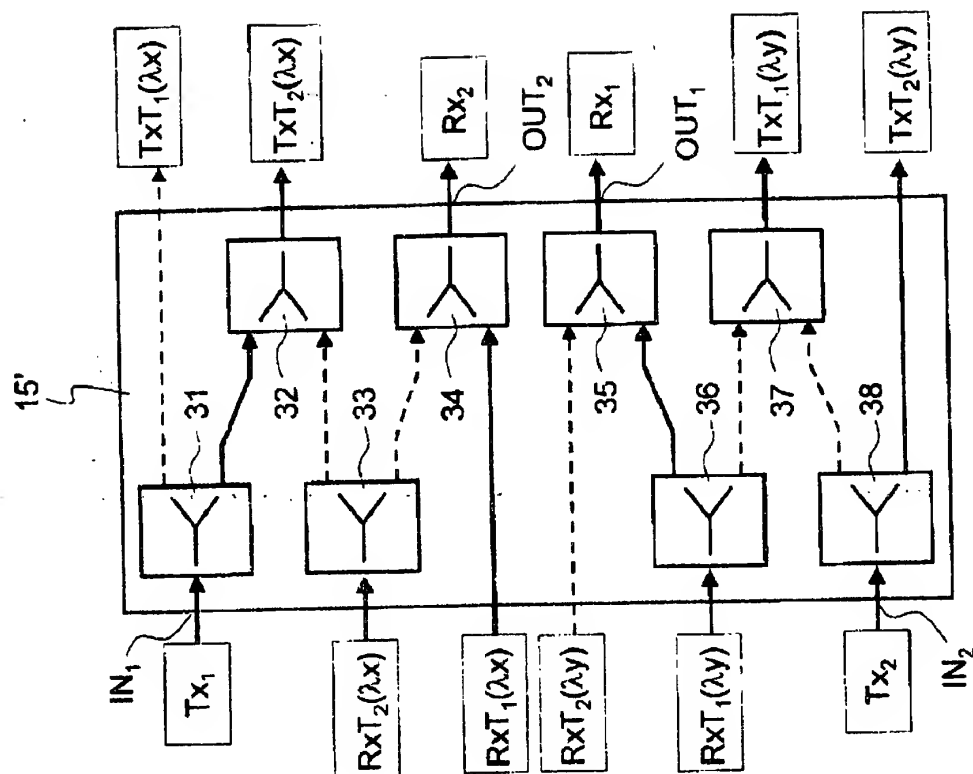 15'
IN₁
Tx₁
RxT₂(λx)
RxT₁(λx)
RxT₂(λy)
RxT₁(λy)
Tx₂
IN₂
31
32
33
34
35
36
37
38
TxT₁(λx)
TxT₂(λx)
Rx₂
OUT₂
Rx₁
OUT₁
TxT₁(λy)
TxT₂(λy)